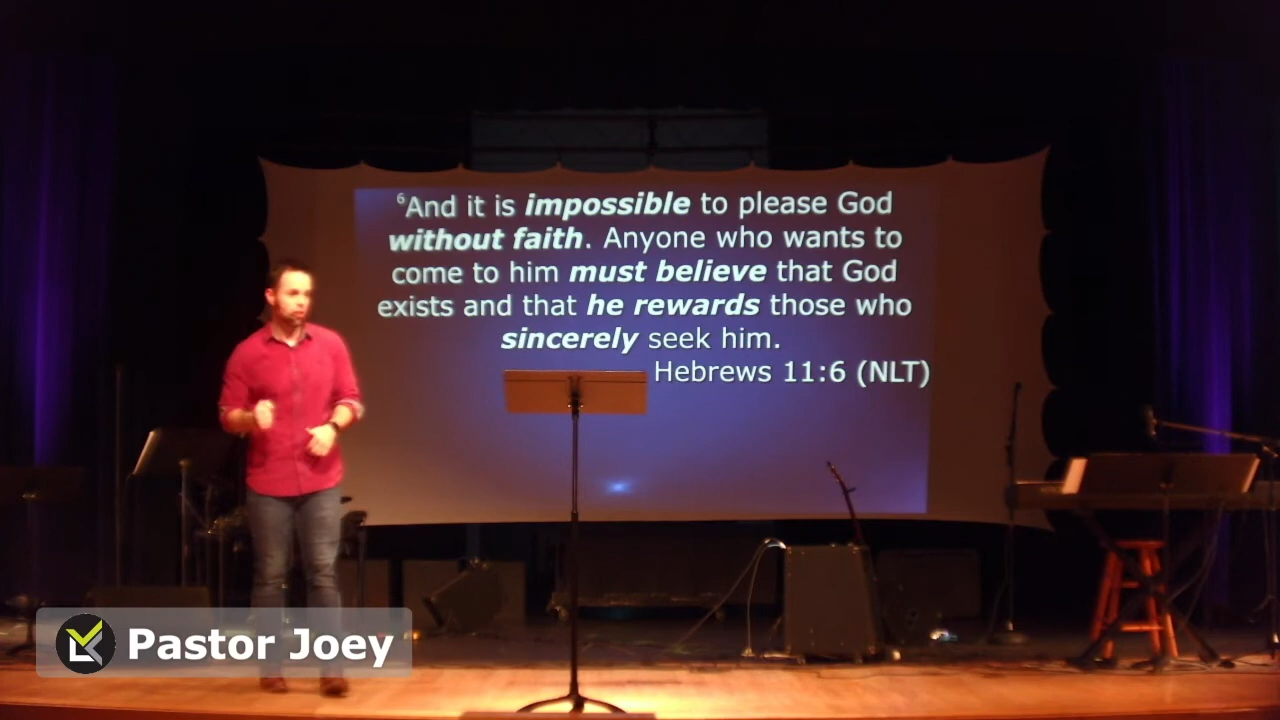 ⁶And it is impossible to please God
without faith. Anyone who wants to
come to him must believe that God
exists and that he rewards those who
sincerely seek him.
Hebrews 11:6 (NLT)
Pastor Joey